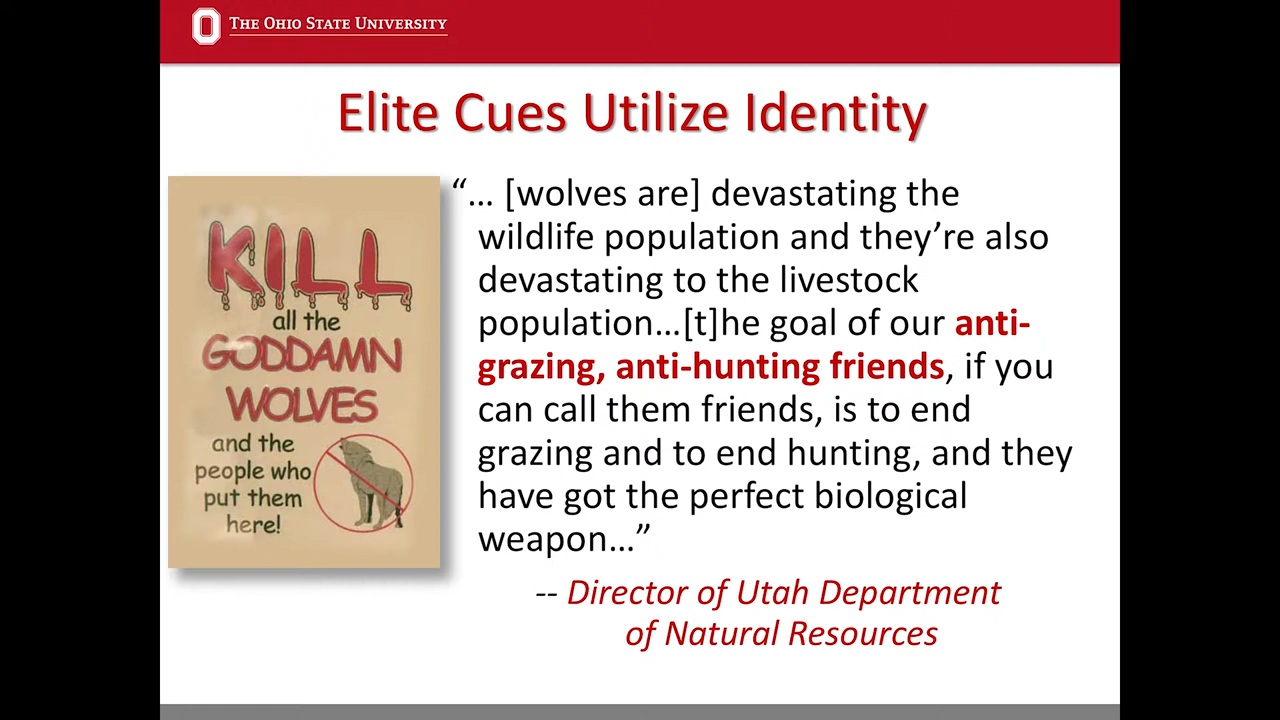 THE OHIO STATE UNIVERSITY
Elite Cues Utilize Identity
KILL
all the
GODDAMN
WOLVES
and the
people who
put them
here!
“… [wolves are] devastating the
wildlife population and they’re also
devastating to the livestock
population…[t]he goal of our anti-
grazing, anti-hunting friends, if you
can call them friends, is to end
grazing and to end hunting, and they
have got the perfect biological
weapon…”
-- Director of Utah Department
of Natural Resources